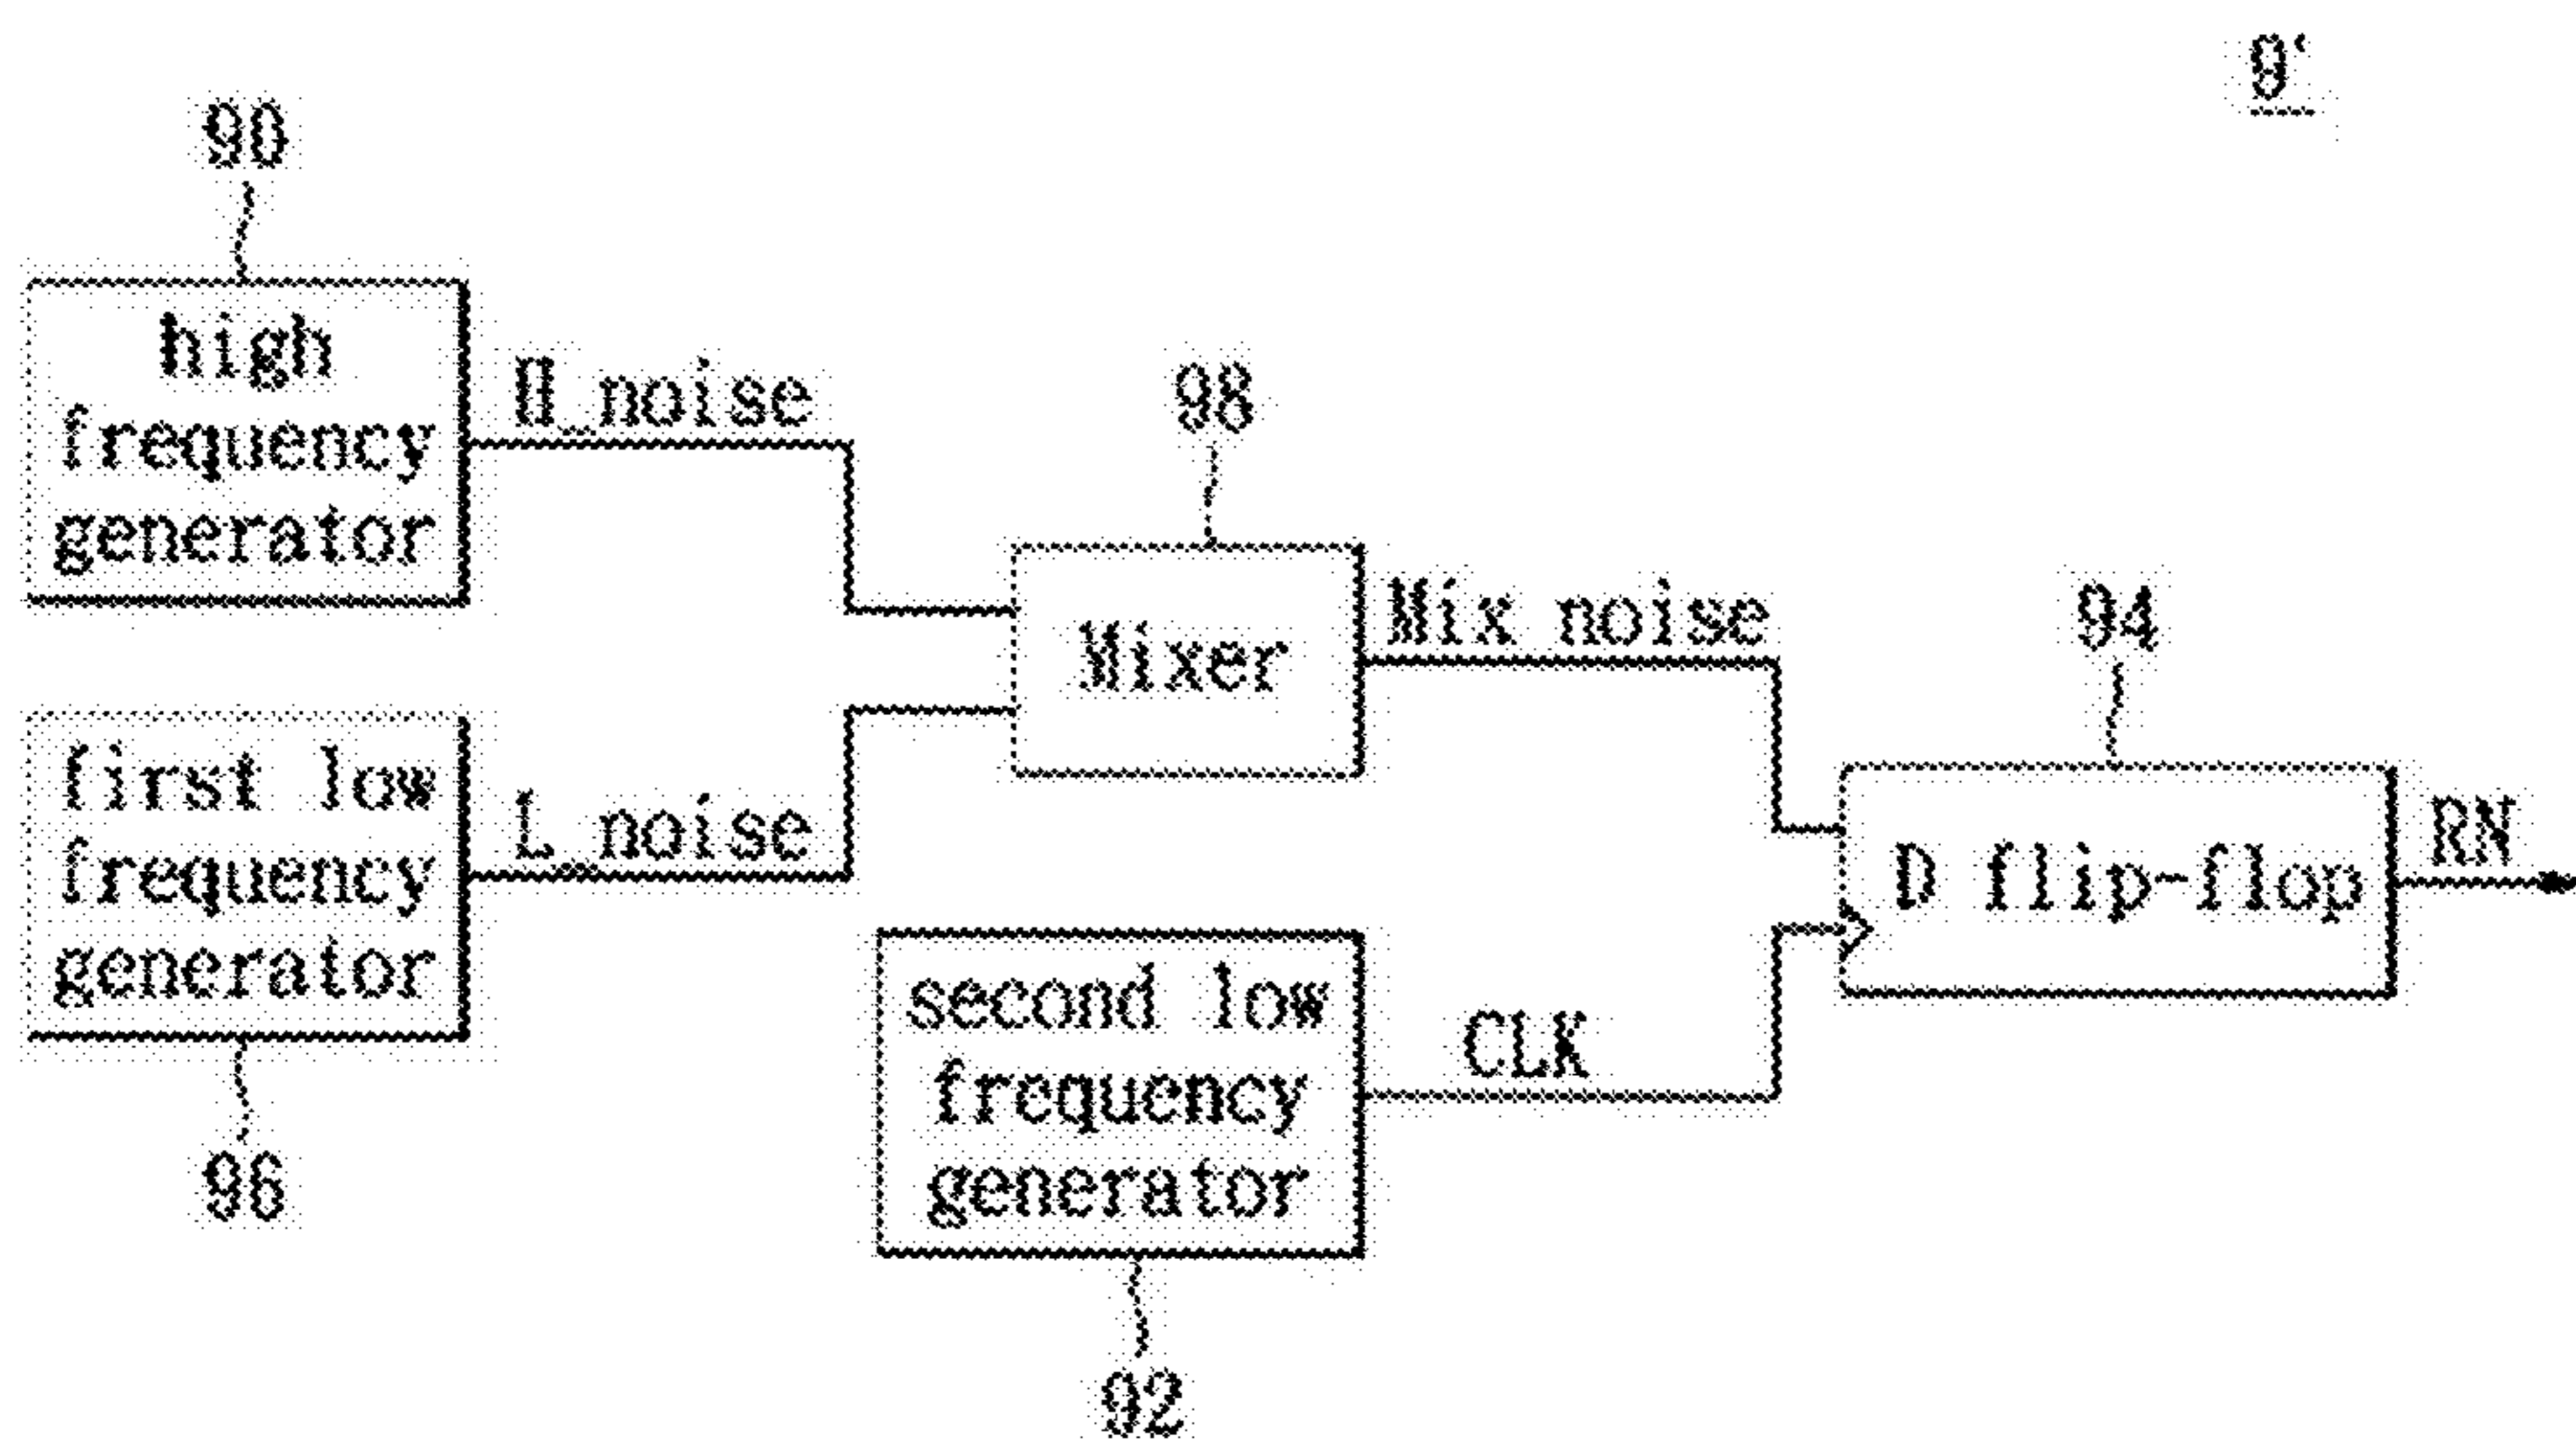 9'
90
high
frequency
generator
H_noise
98
Mixer
Mix noise
94
D flip-flop
RN
first low
frequency
generator
L_noise
96
second low
frequency
generator
CLK
92